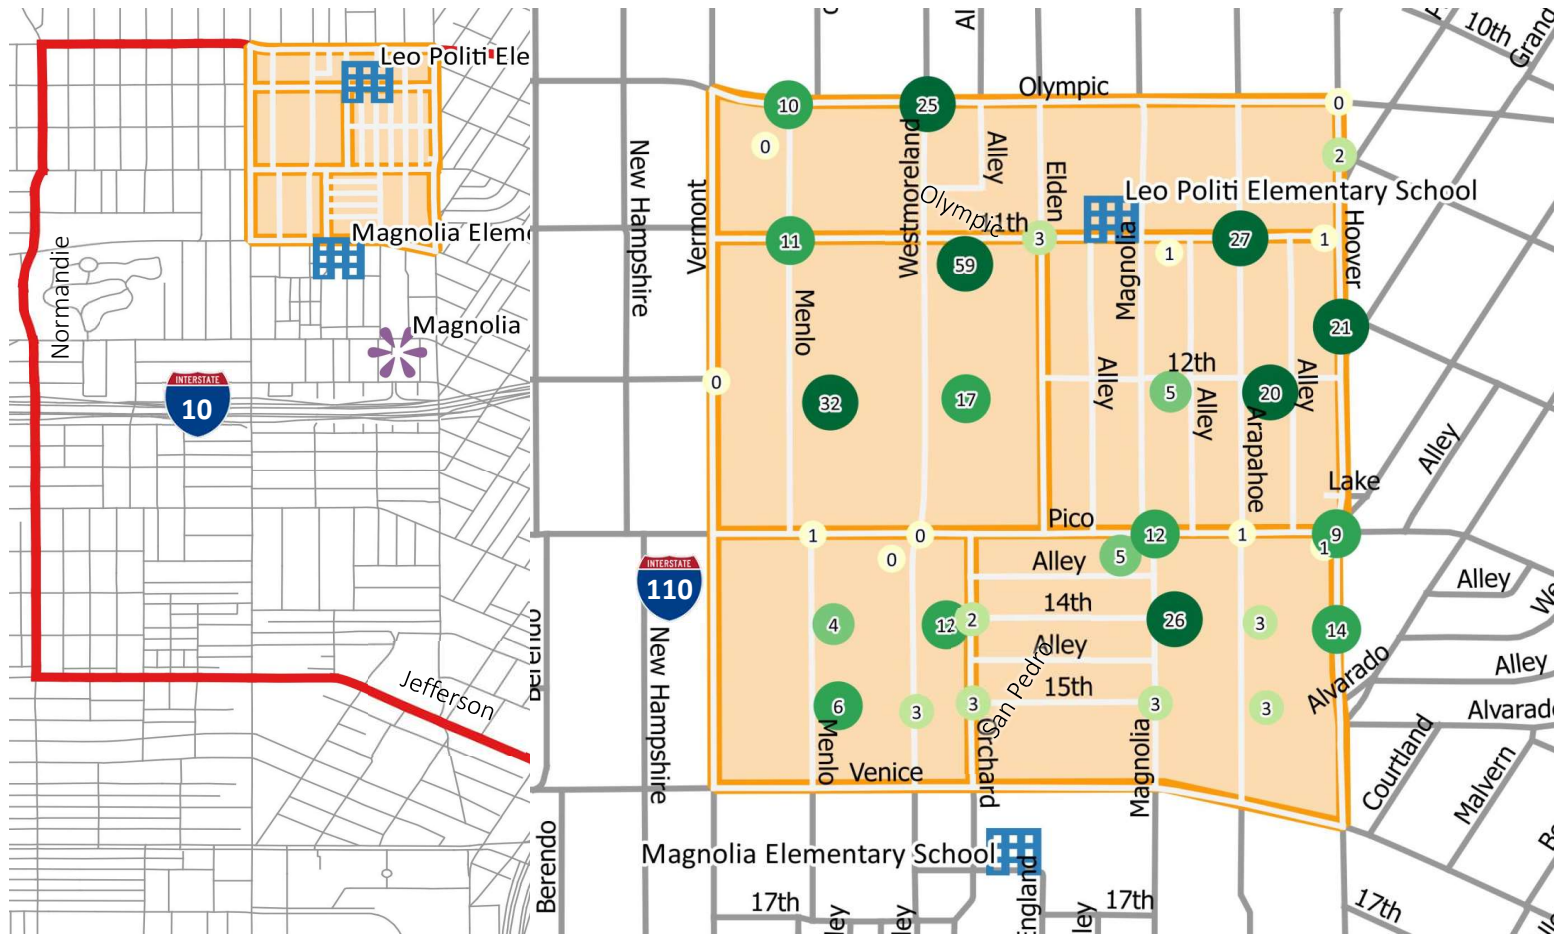 Leo Politi Ele
Magnolia Eleme
Normandie
Magnolia
INTERSTATE
10
Jefferson
10th
Grand
Olympic
10
25
0
0
2
New Hampshire
Vermont
Westmoreland
Alley
Elden
Leo Politi Elementary School
Olympic
11th
11
3
27
1
1
Hoover
59
Magnolia
Menlo
21
0
12th
Alley
5
Alley
20
Alley
32
17
Arapahoe
Alley
Lake
Pico
1
0
12
1
9
1
0
5
Alley
INTERSTATE
110
Alley
14th
4
12
2
26
3
14
Berendo
New Hampshire
Alley
San Pedro
Alvarado
Alley
15th
6
3
3
3
3
Alvarado
Menlo
Orchard
Magnolia
Courtland
Malvern
Venice
Magnolia Elementary School
Berendo
England
17th
17th
17th